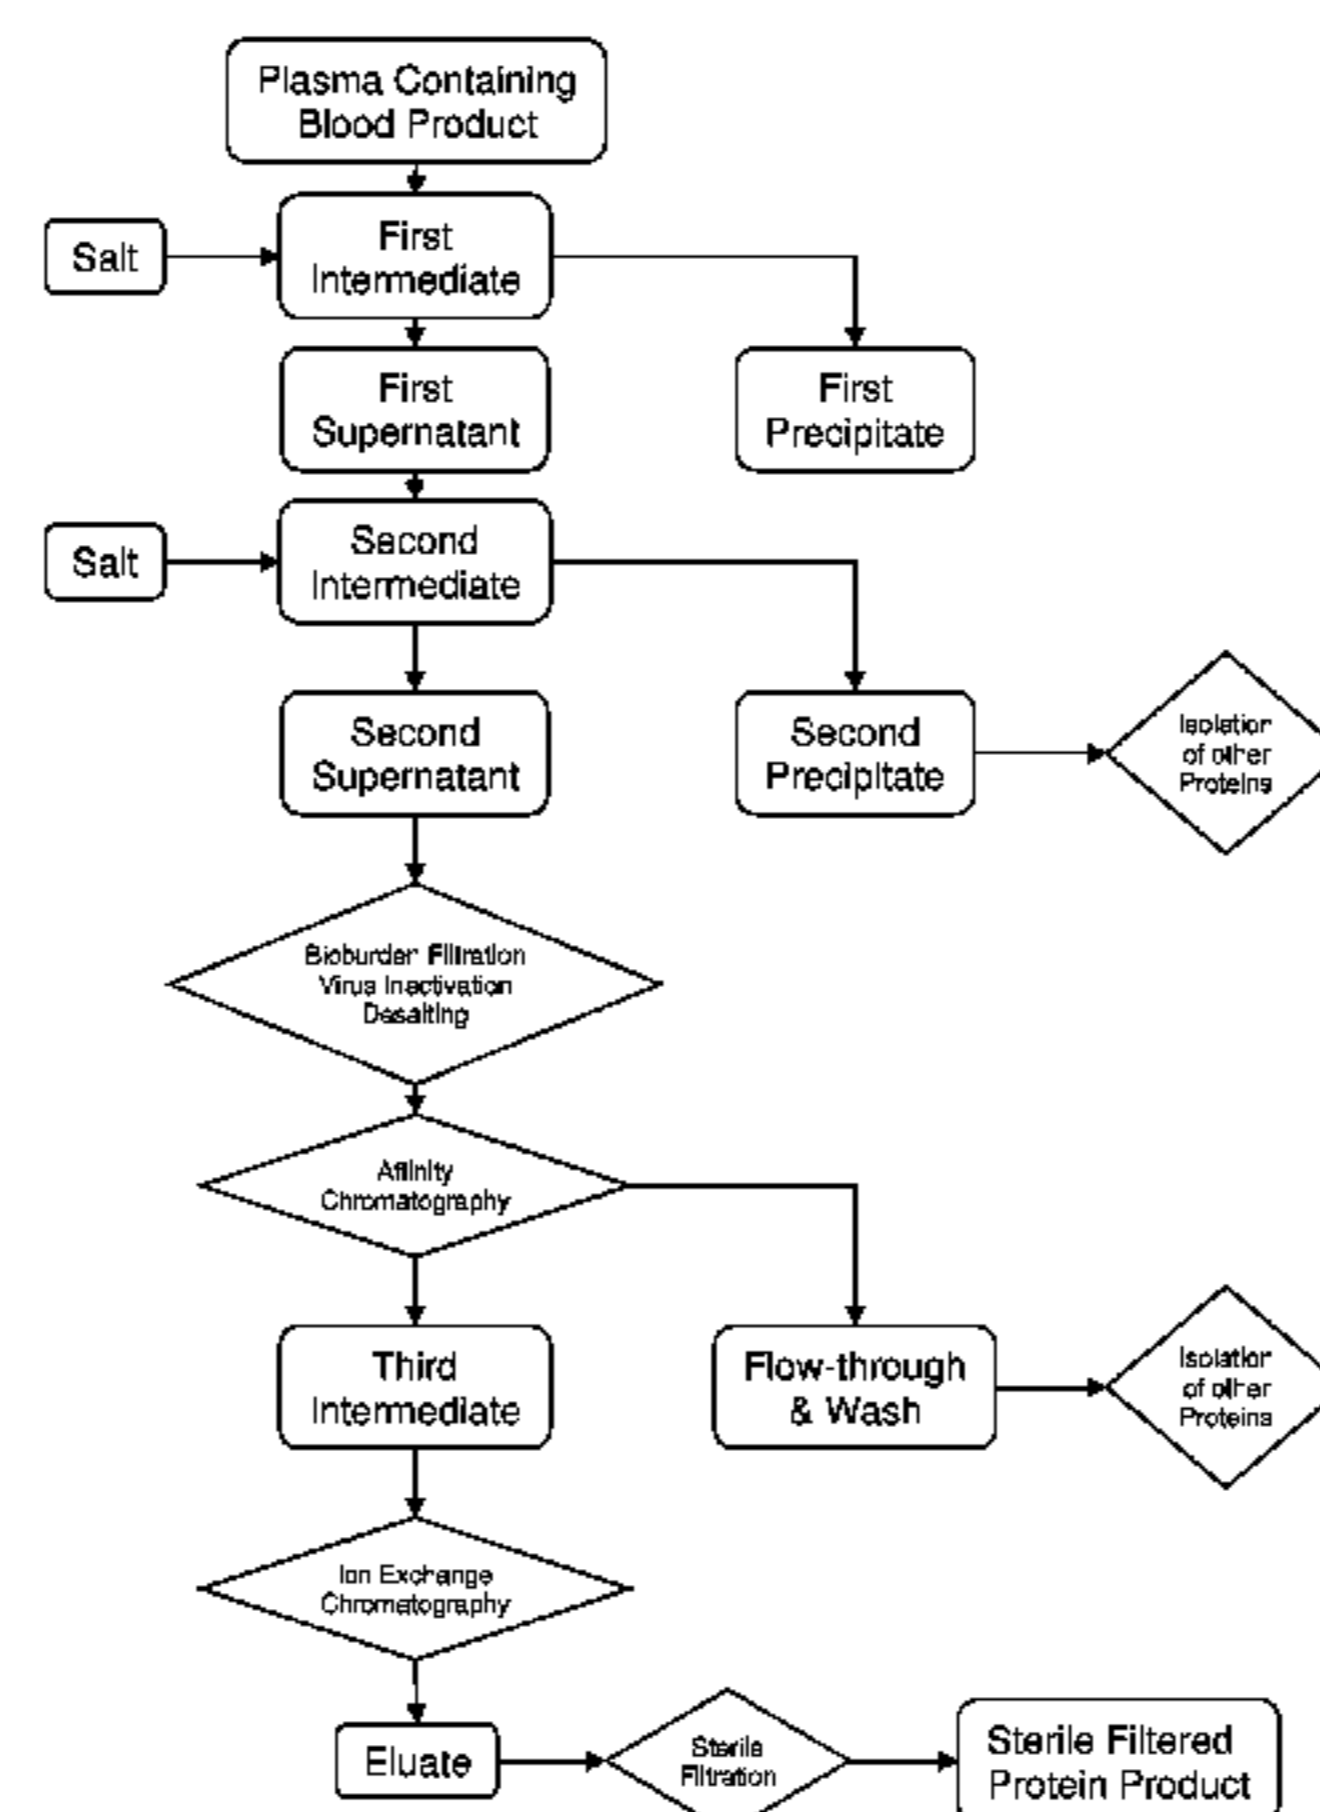 Plasma Containing
Blood Product
Salt
First
Intermediate
First
Supernatant
First
Precipitate
Salt
Second
Intermediate
Second
Supernatant
Second
Precipitate
Isolation
of other
Proteins
Bioburden Filtration
Virus Inactivation
Desalting
Affinity
Chromatography
Third
Intermediate
Flow-through
& Wash
Isolation
of other
Proteins
Ion Exchange
Chromatography
Eluate
Sterile
Filtration
Sterile Filtered
Protein Product